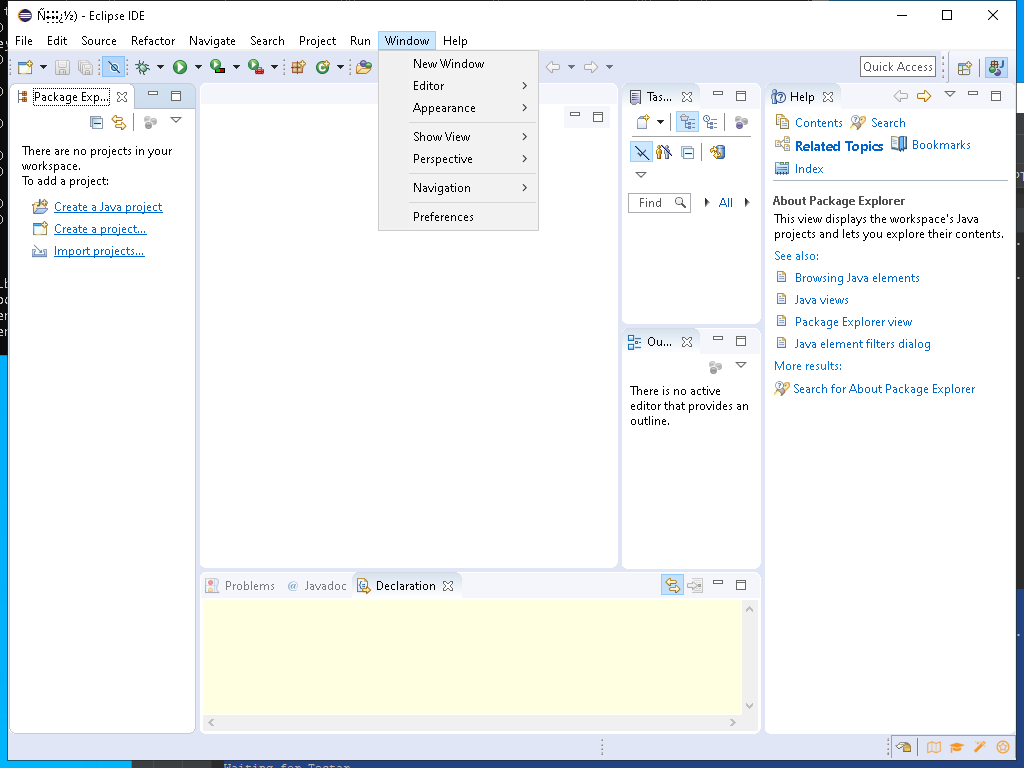 - Eclipse IDE
File Edit Source Refactor Navigate Search Project Run Window Help
New Window
Editor
Appearance
Show View
Perspective
Navigation
Preferences
Quick Access
Package Exp...
There are no projects in your
workspace.
To add a project:
Create a Java project
Create a project...
Import projects...
Tas...
Find
All
Ou...
There is no active
editor that provides an
outline.
Help
Contents Search
Related Topics Bookmarks
Index
About Package Explorer
This view displays the workspace's Java
projects and lets you explore their contents.
See also:
Browsing Java elements
Java views
Package Explorer view
Java element filters dialog
More results:
Search for About Package Explorer
Problems @ Javadoc Declaration
Waiting for Testar